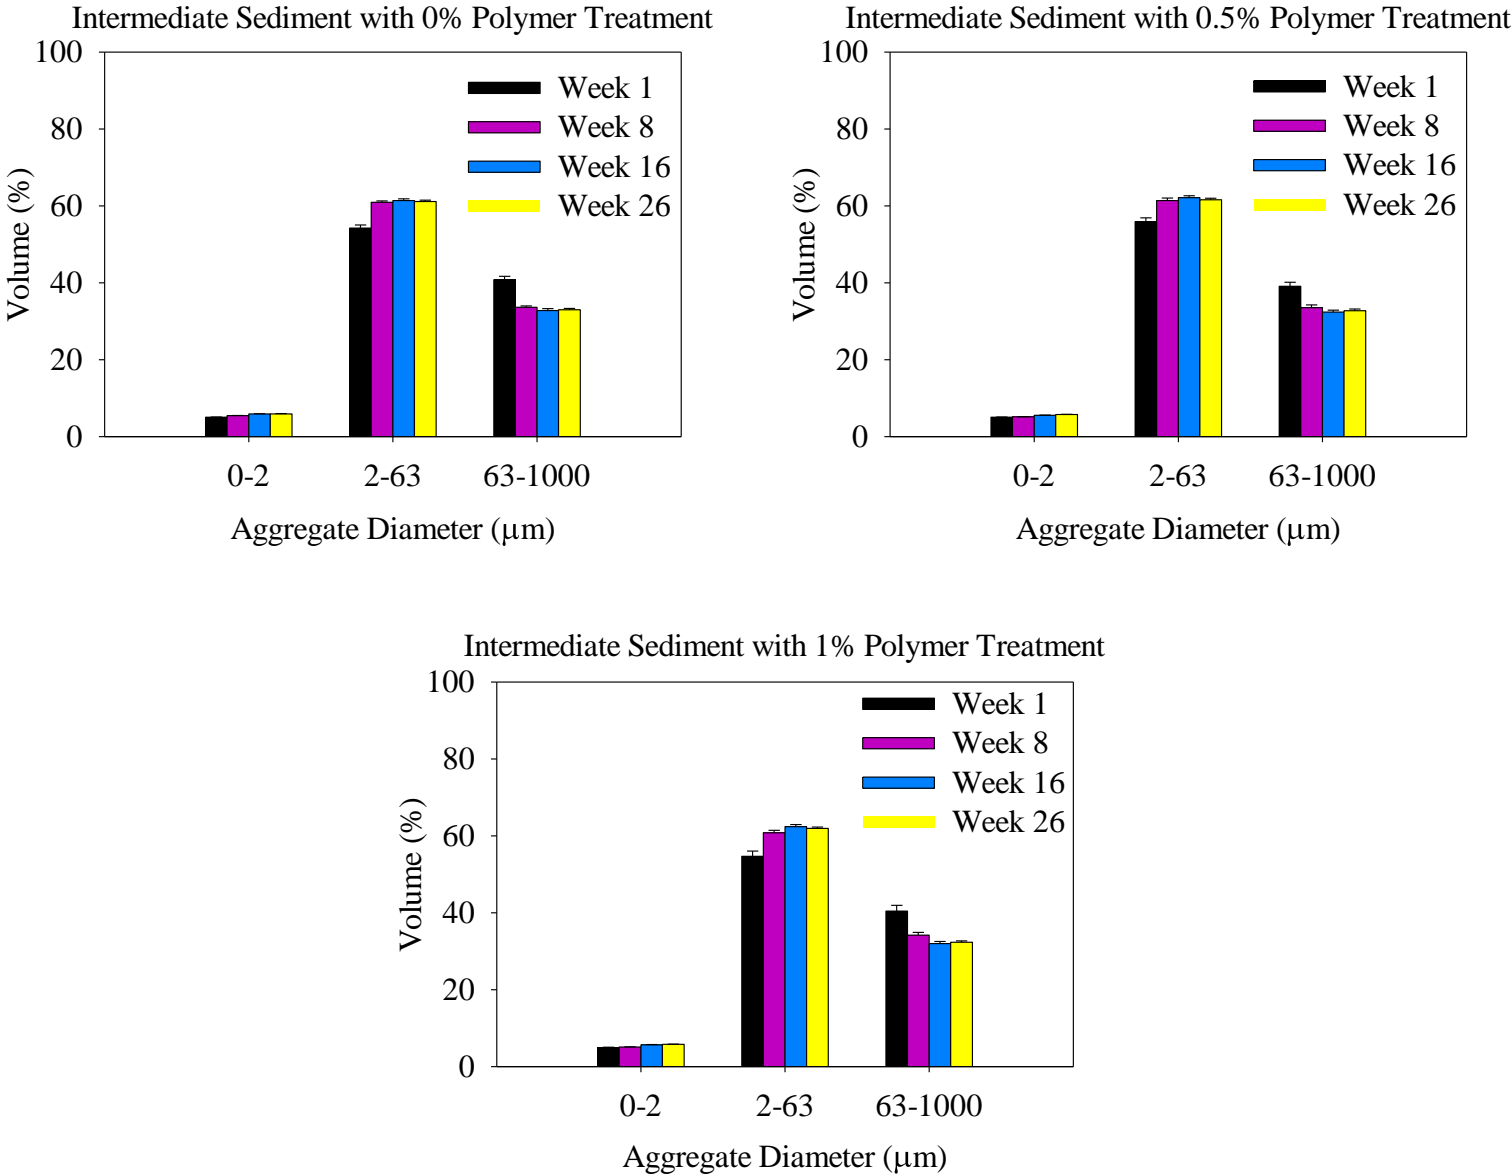 Intermediate Sediment with 0% Polymer Treatment
100
80
60
40
20
0
Volume (%)
Week 1
Week 8
Week 16
Week 26
0-2 2-63 63-1000
Aggregate Diameter (µm)
Intermediate Sediment with 0.5% Polymer Treatment
100
80
60
40
20
0
Volume (%)
Week 1
Week 8
Week 16
Week 26
0-2 2-63 63-1000
Aggregate Diameter (µm)
Intermediate Sediment with 1% Polymer Treatment
100
80
60
40
20
0
Volume (%)
Week 1
Week 8
Week 16
Week 26
0-2 2-63 63-1000
Aggregate Diameter (µm)